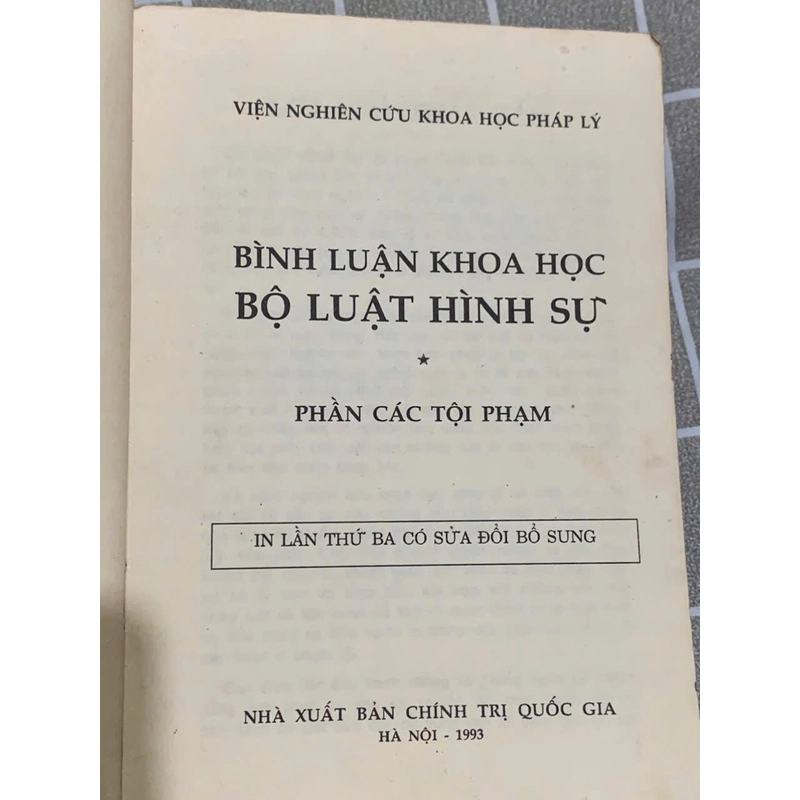 VIỆN NGHIÊN CỨU KHOA HỌC PHÁP LÝ
BÌNH LUẬN KHOA HỌC
BỘ LUẬT HÌNH SỰ
★
PHẦN CÁC TỘI PHẠM
IN LẦN THỨ BA CÓ SỬA ĐỔI BỔ SUNG
NHÀ XUẤT BẢN CHÍNH TRỊ QUỐC GIA
HÀ NỘI - 1993